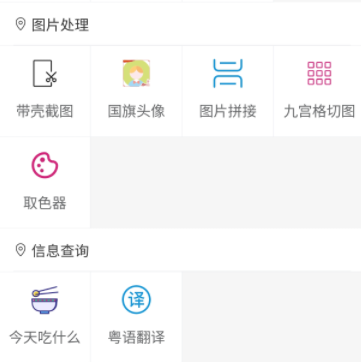 图片处理
带壳截图 国旗头像 图片拼接 九宫格切图
取色器
信息查询
译
今天吃什么 粤语翻译